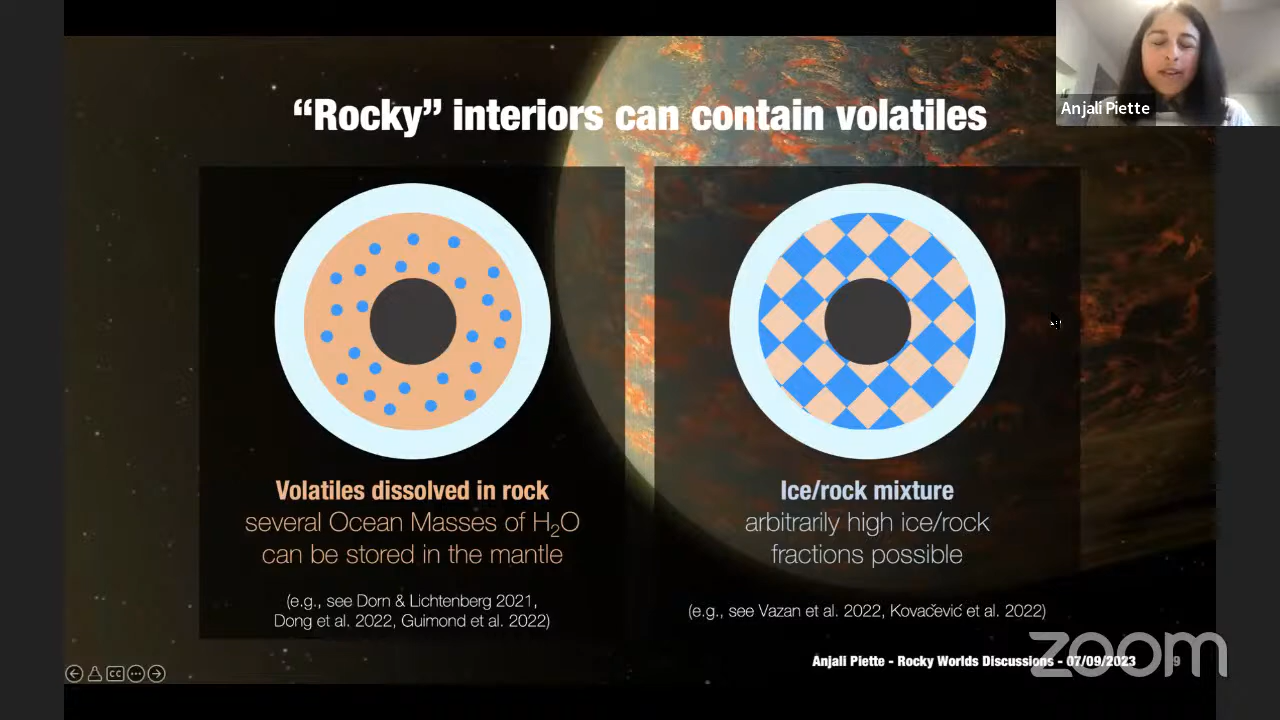 Anjali Piette
“Rocky” interiors can contain volatiles
Volatiles dissolved in rock
several Ocean Masses of H₂O
can be stored in the mantle
(e.g., see Dorn & Lichtenberg 2021,
Dong et al. 2022, Guimond et al. 2022)
Ice/rock mixture
arbitrarily high ice/rock
fractions possible
(e.g., see Vazan et al. 2022, Kovačević et al. 2022)
Anjali Piette - Rocky Worlds Discussions - 07/09/2023
9
zoom
CC